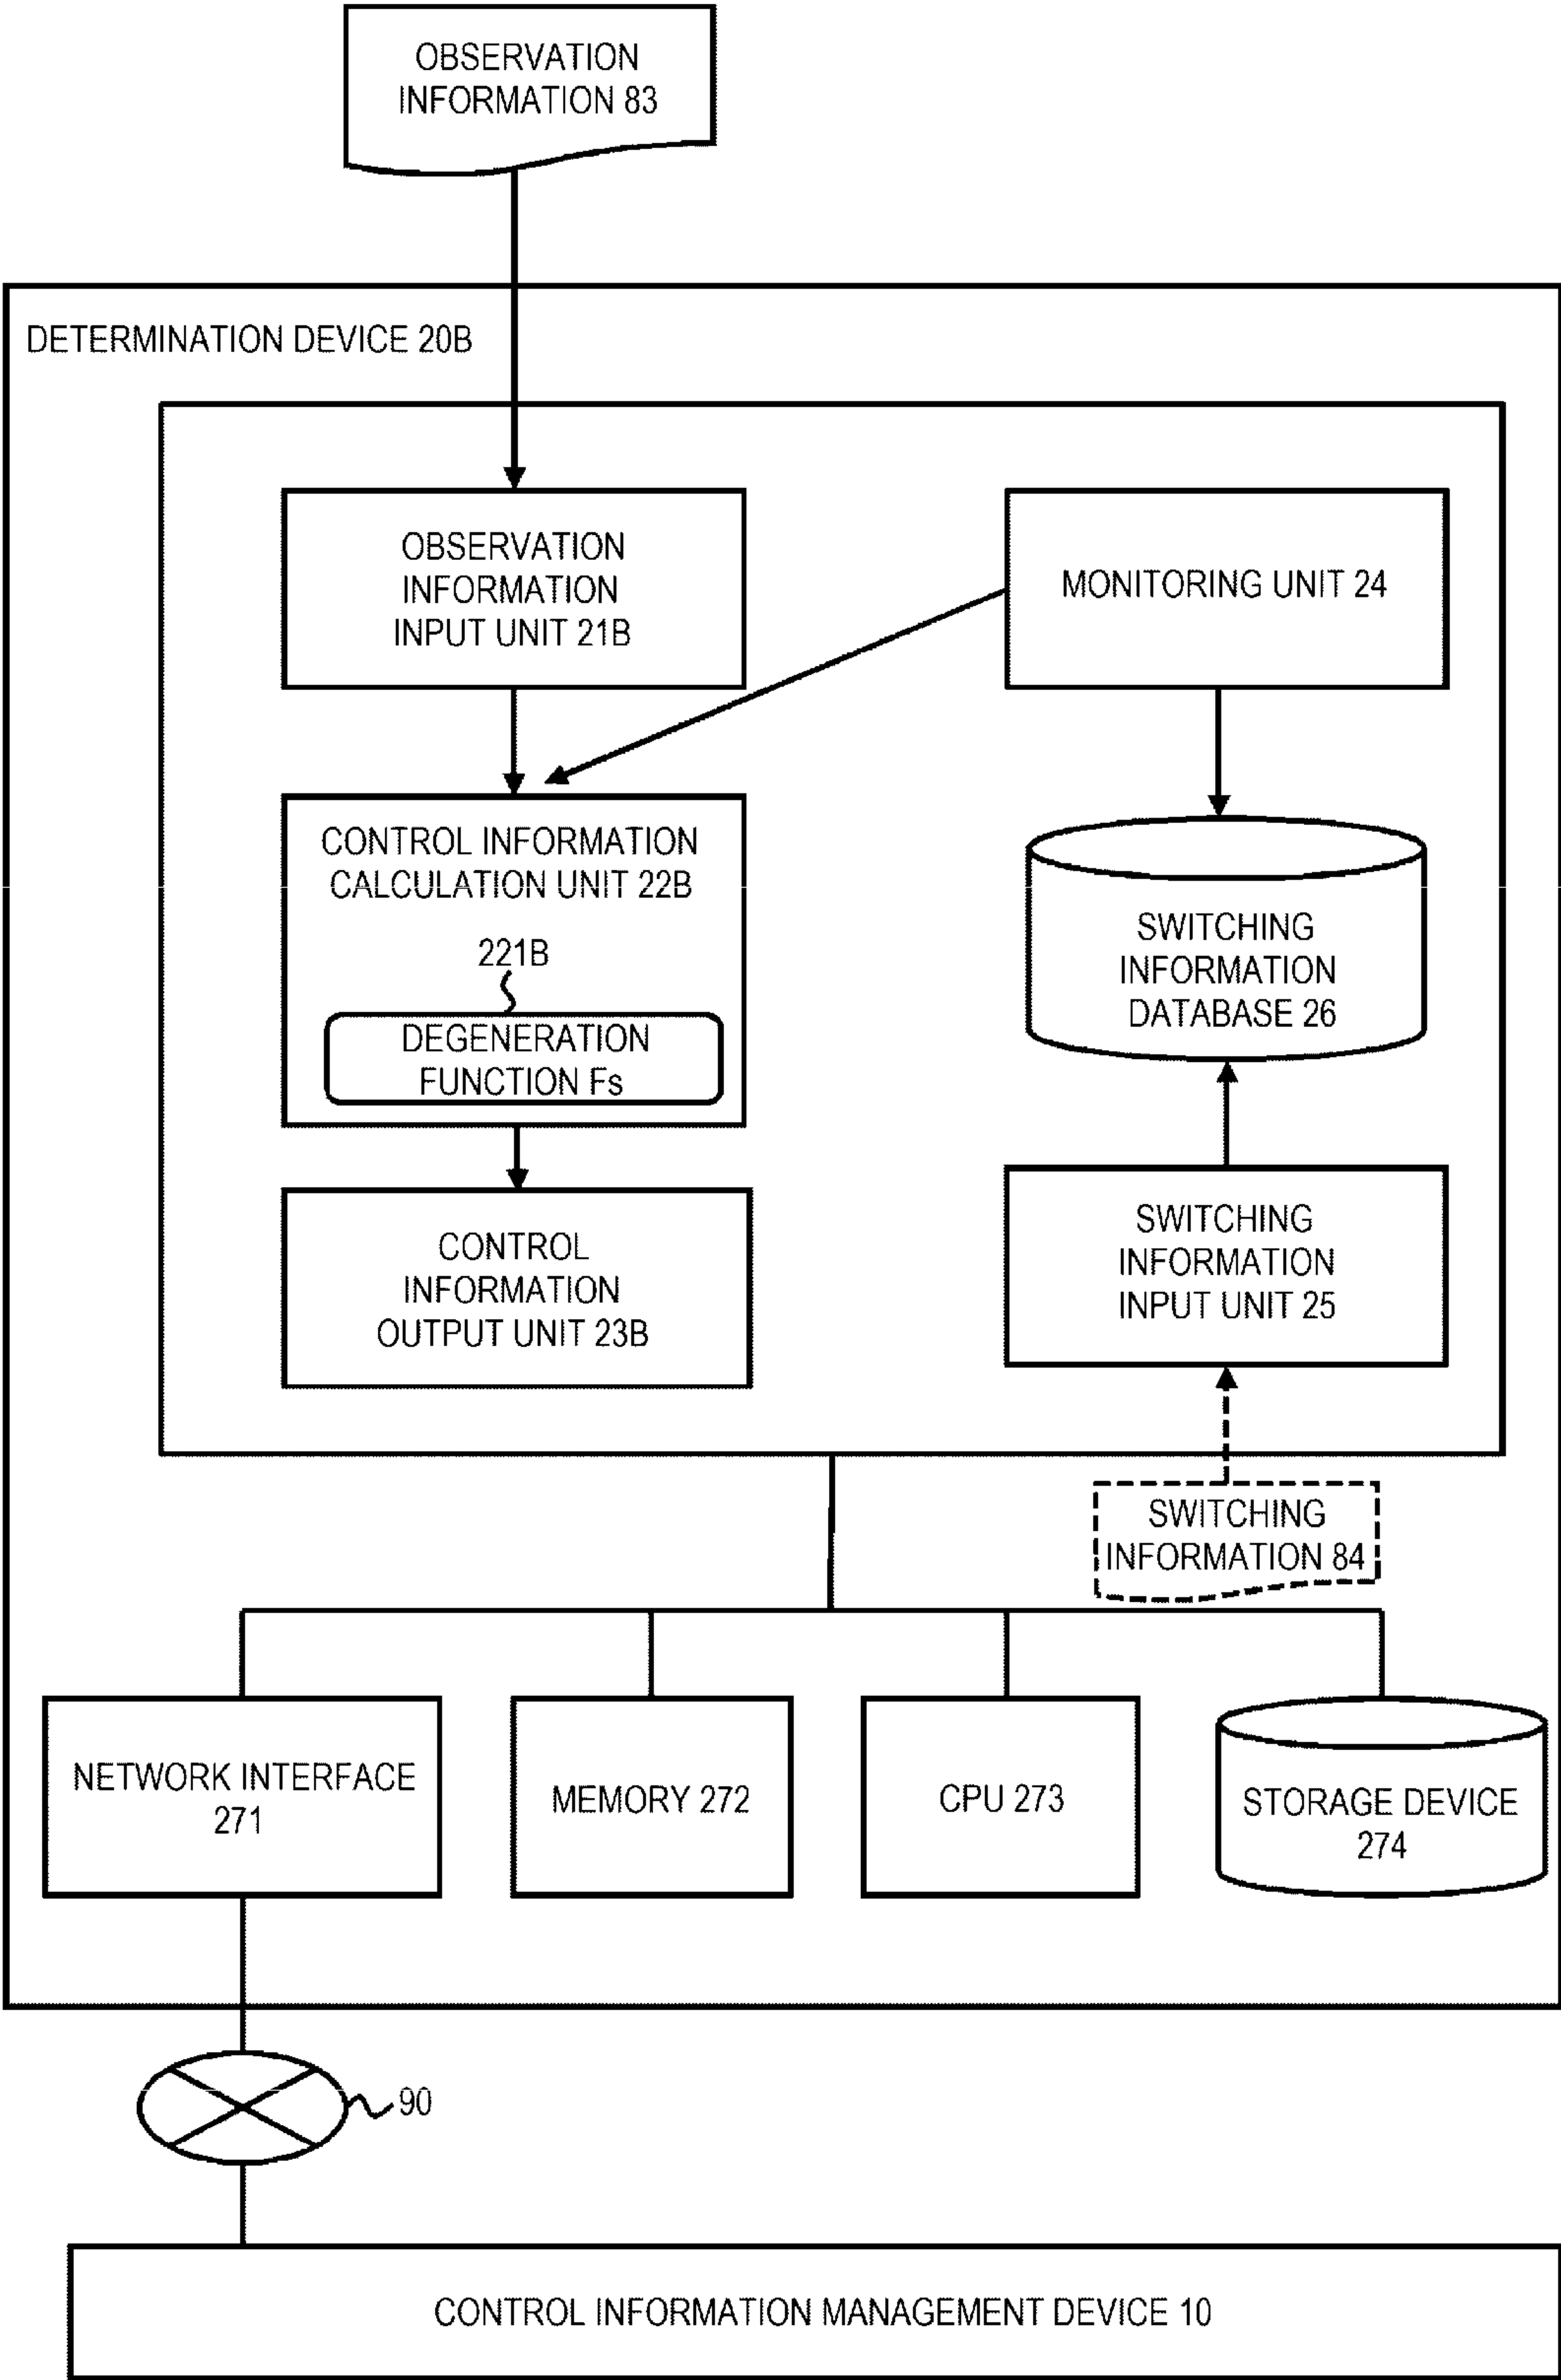 OBSERVATION
INFORMATION 83
DETERMINATION DEVICE 20B
OBSERVATION
INFORMATION
INPUT UNIT 21B
MONITORING UNIT 24
CONTROL INFORMATION
CALCULATION UNIT 22B
221B
DEGENERATION
FUNCTION Fs
SWITCHING
INFORMATION
DATABASE 26
CONTROL
INFORMATION
OUTPUT UNIT 23B
SWITCHING
INFORMATION
INPUT UNIT 25
SWITCHING
INFORMATION 84
NETWORK INTERFACE
271
MEMORY 272
CPU 273
STORAGE DEVICE
274
90
CONTROL INFORMATION MANAGEMENT DEVICE 10